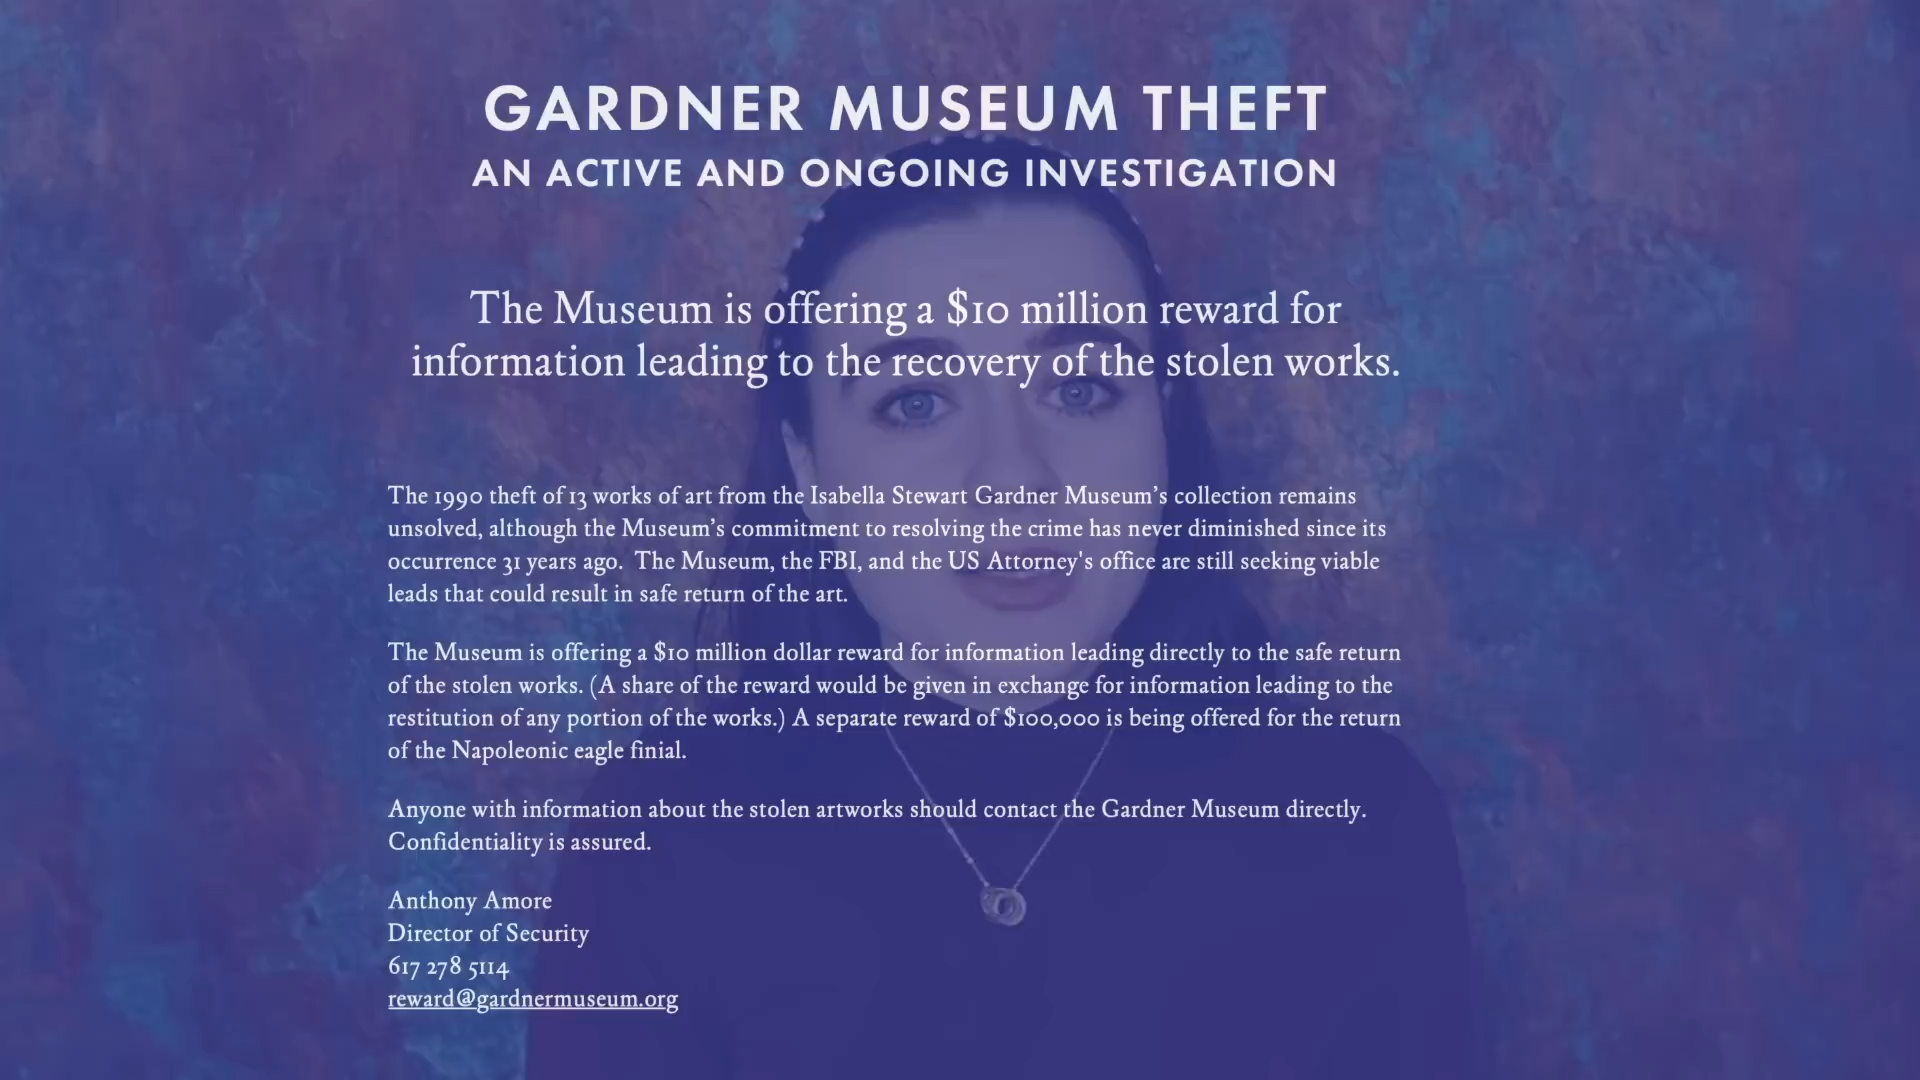 GARDNER MUSEUM THEFT
AN ACTIVE AND ONGOING INVESTIGATION
The Museum is offering a $10 million reward for
information leading to the recovery of the stolen works.
The 1990 theft of 13 works of art from the Isabella Stewart Gardner Museum’s collection remains
unsolved, although the Museum’s commitment to resolving the crime has never diminished since its
occurrence 31 years ago.  The Museum, the FBI, and the US Attorney's office are still seeking viable
leads that could result in safe return of the art.
The Museum is offering a $10 million dollar reward for information leading directly to the safe return
of the stolen works. (A share of the reward would be given in exchange for information leading to the
restitution of any portion of the works.) A separate reward of $100,000 is being offered for the return
of the Napoleonic eagle finial.
Anyone with information about the stolen artworks should contact the Gardner Museum directly.
Confidentiality is assured.
Anthony Amore
Director of Security
617 278 5114
reward@gardnermuseum.org